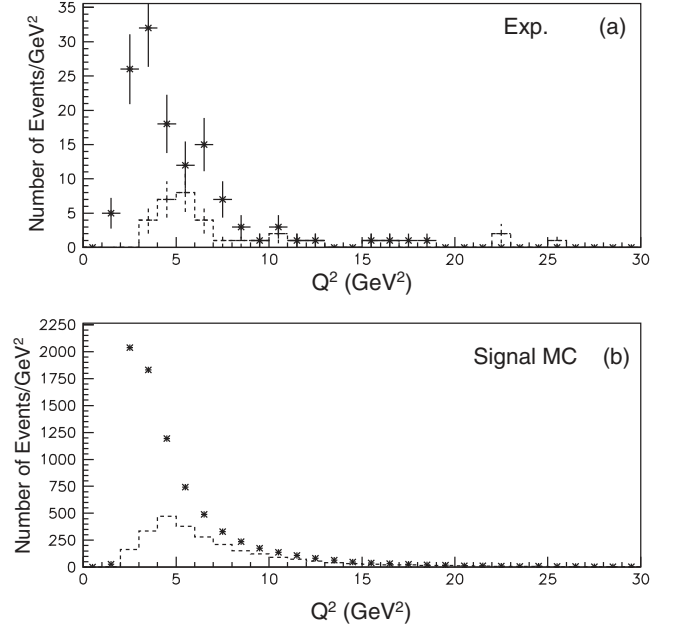 Exp. (a)
Number of Events/GeV²
35
30
25
20
15
10
5
0
0 5 10 15 20 25 30
Q² (GeV²)
Signal MC (b)
Number of Events/GeV²
2250
2000
1750
1500
1250
1000
750
500
250
0
0 5 10 15 20 25 30
Q² (GeV²)